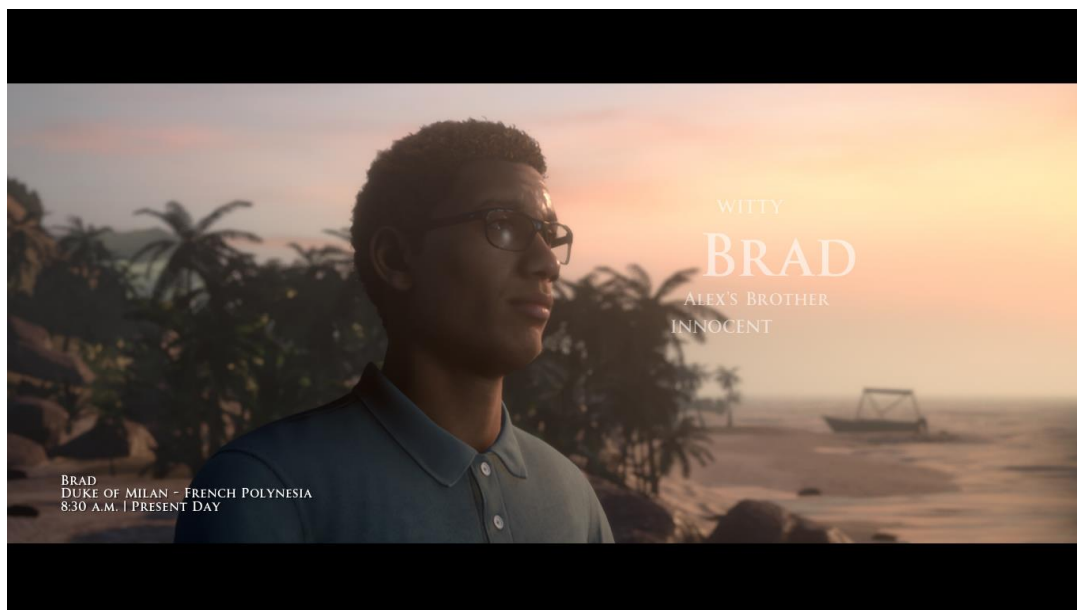 WITTY
BRAD
ALEX'S BROTHER
INNOCENT
BRAD
DUKE OF MILAN - FRENCH POLYNESIA
8:30 A.M. | PRESENT DAY